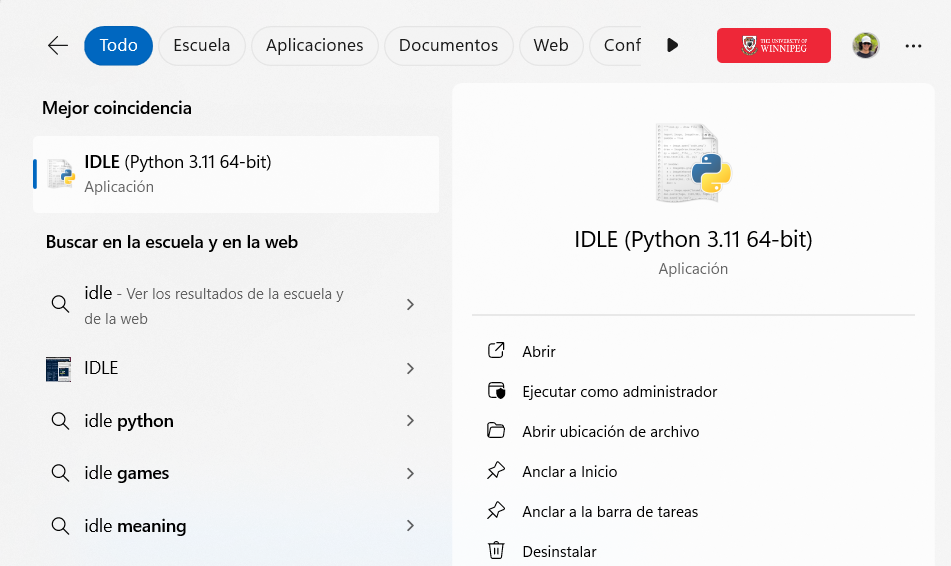 Todo
Escuela
Aplicaciones
Documentos
Web
Conf
THE UNIVERSITY OF
WINNIPEG
Mejor coincidencia
IDLE (Python 3.11 64-bit)
Aplicación
Buscar en la escuela y en la web
idle - Ver los resultados de la escuela y
de la web
IDLE
idle python
idle games
idle meaning
IDLE (Python 3.11 64-bit)
Aplicación
Abrir
Ejecutar como administrador
Abrir ubicación de archivo
Anclar a Inicio
Anclar a la barra de tareas
Desinstalar